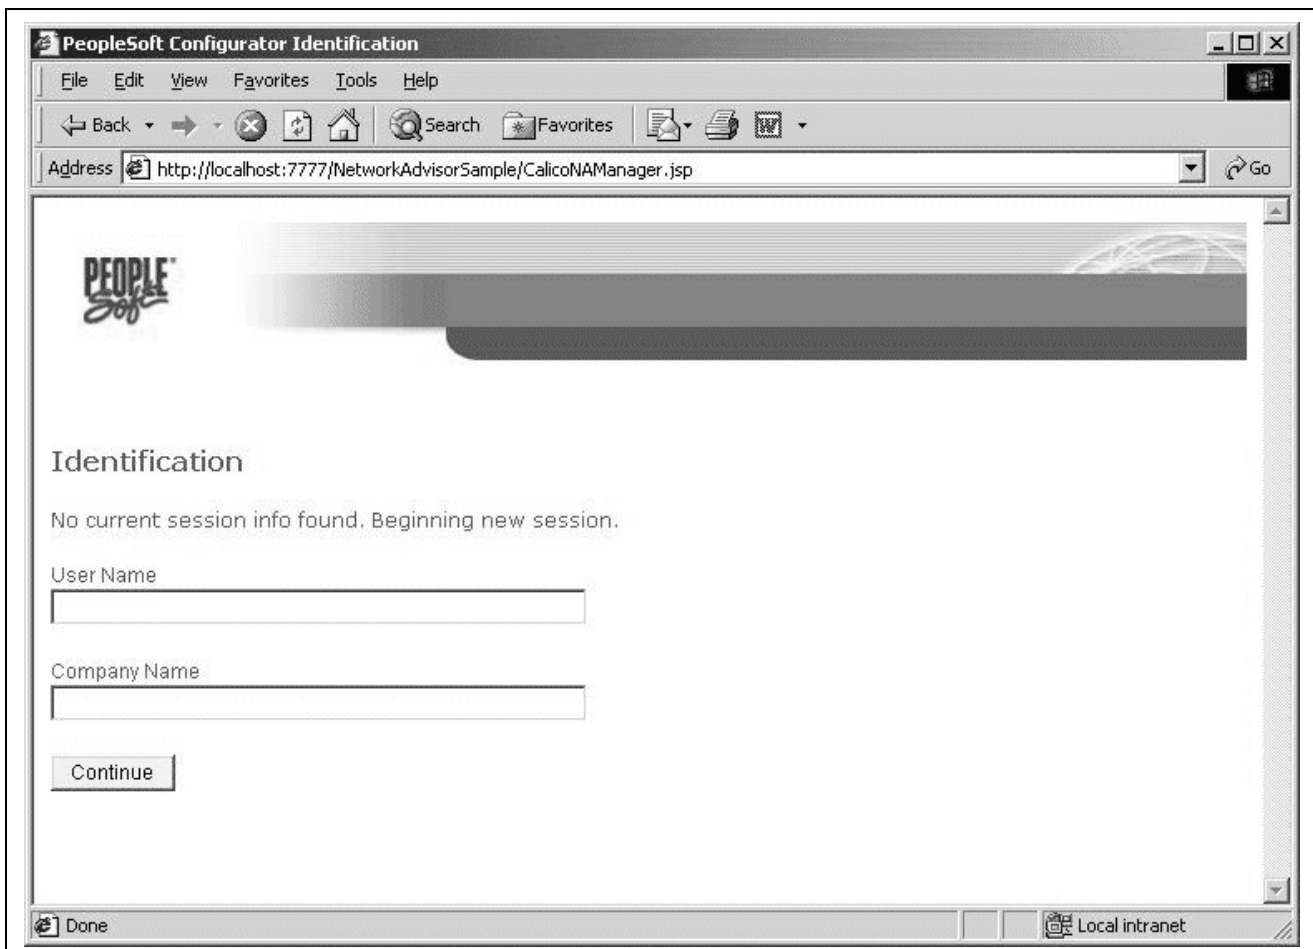 PeopleSoft Configurator Identification
File Edit View Favorites Tools Help
Back Search Favorites W
Address http://localhost:7777/NetworkAdvisorSample/CalicoNAManager.jsp Go
PEOPLE
Soft
Identification
No current session info found. Beginning new session.
User Name
Company Name
Continue
Done Local intranet